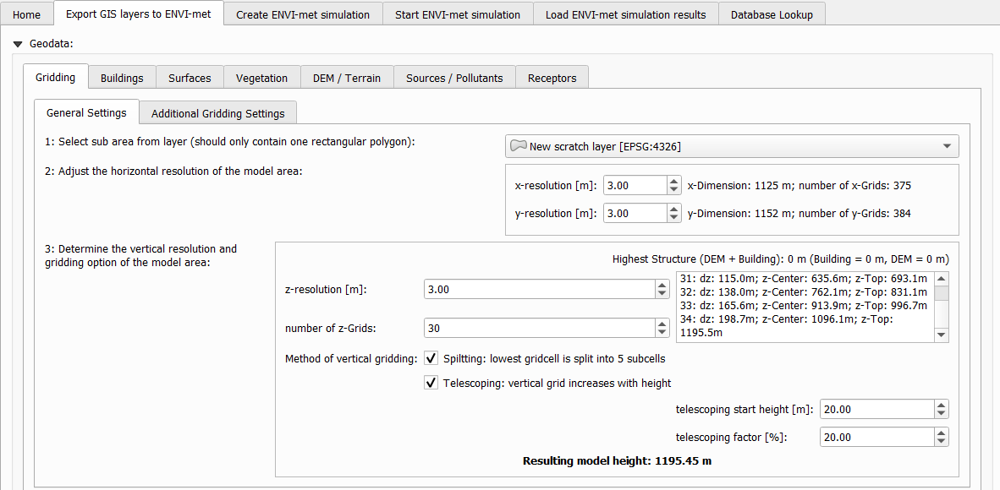 Home
Export GIS layers to ENVI-met
Create ENVI-met simulation
Start ENVI-met simulation
Load ENVI-met simulation results
Database Lookup
Geodata:
Gridding
Buildings
Surfaces
Vegetation
DEM / Terrain
Sources / Pollutants
Receptors
General Settings
Additional Gridding Settings
1: Select sub area from layer (should only contain one rectangular polygon):
New scratch layer [EPSG:4326]
2: Adjust the horizontal resolution of the model area:
x-resolution [m]: 3.00 x-Dimension: 1125 m; number of x-Grids: 375
y-resolution [m]: 3.00 y-Dimension: 1152 m; number of y-Grids: 384
3: Determine the vertical resolution and
gridding option of the model area:
Highest Structure (DEM + Building): 0 m (Building = 0 m, DEM = 0 m)
z-resolution [m]: 3.00
31: dz: 115.0m; z-Center: 635.6m; z-Top: 693.1m
32: dz: 138.0m; z-Center: 762.1m; z-Top: 831.1m
33: dz: 165.6m; z-Center: 913.9m; z-Top: 996.7m
34: dz: 198.7m; z-Center: 1096.1m; z-Top:
1195.5m
number of z-Grids: 30
Method of vertical gridding:
Spiltting: lowest gridcell is split into 5 subcells
Telescoping: vertical grid increases with height
telescoping start height [m]: 20.00
telescoping factor [%]: 20.00
Resulting model height: 1195.45 m